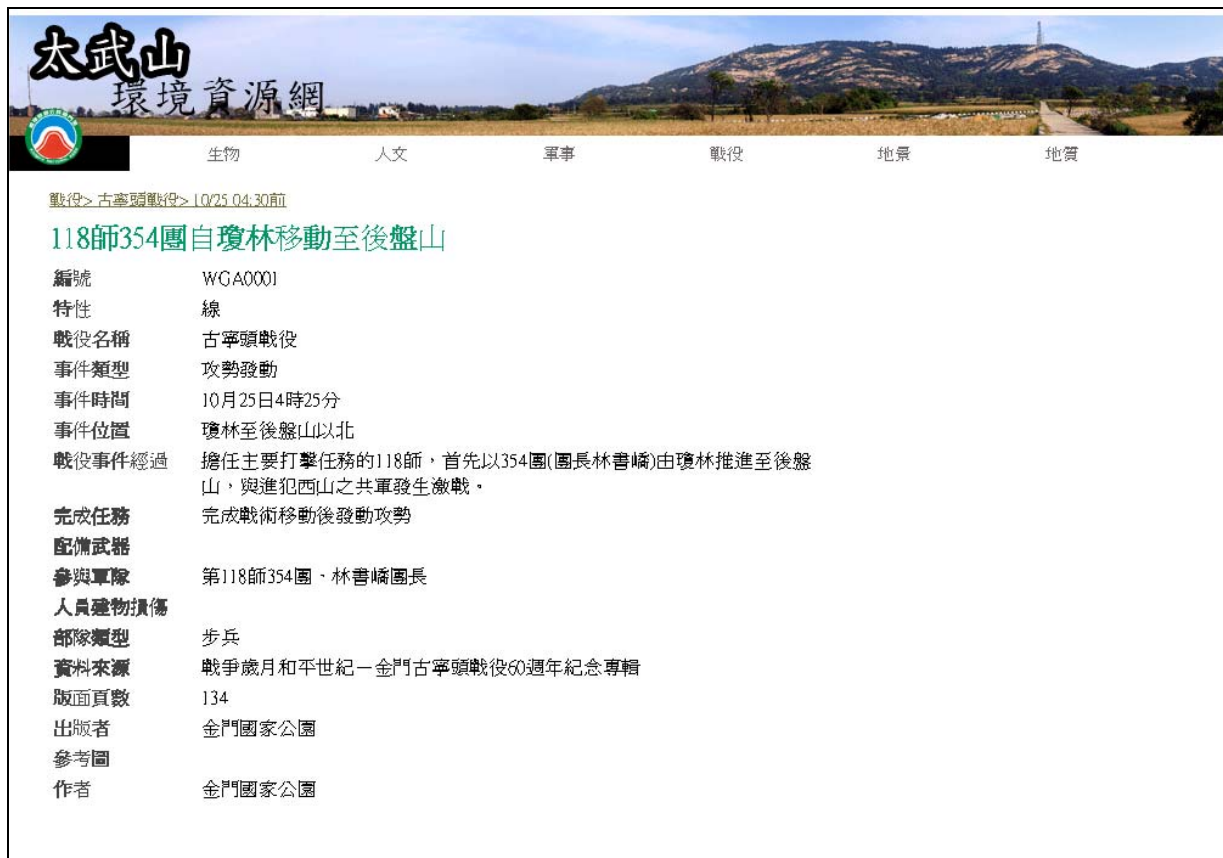 太武山
環境資源網
生物 人文 軍事 戰役 地景 地質
戰役> 古寧頭戰役> 10/25 04:30前
118師354團自瓊林移動至後盤山
編號 WGA0001
特性 線
戰役名稱 古寧頭戰役
事件類型 攻勢發動
事件時間 10月25日4時25分
事件位置 瓊林至後盤山以北
戰役事件經過 擔任主要打擊任務的118師，首先以354團(團長林書嶠)由瓊林推進至後盤
山，與進犯西山之共軍發生激戰。
完成任務 完成戰術移動後發動攻勢
配備武器
參與軍隊 第118師354團、林書嶠團長
人員建物損傷
部隊類型 步兵
資料來源 戰爭歲月和平世紀－金門古寧頭戰役60週年紀念專輯
版面頁數 134
出版者 金門國家公園
參考圖
作者 金門國家公園